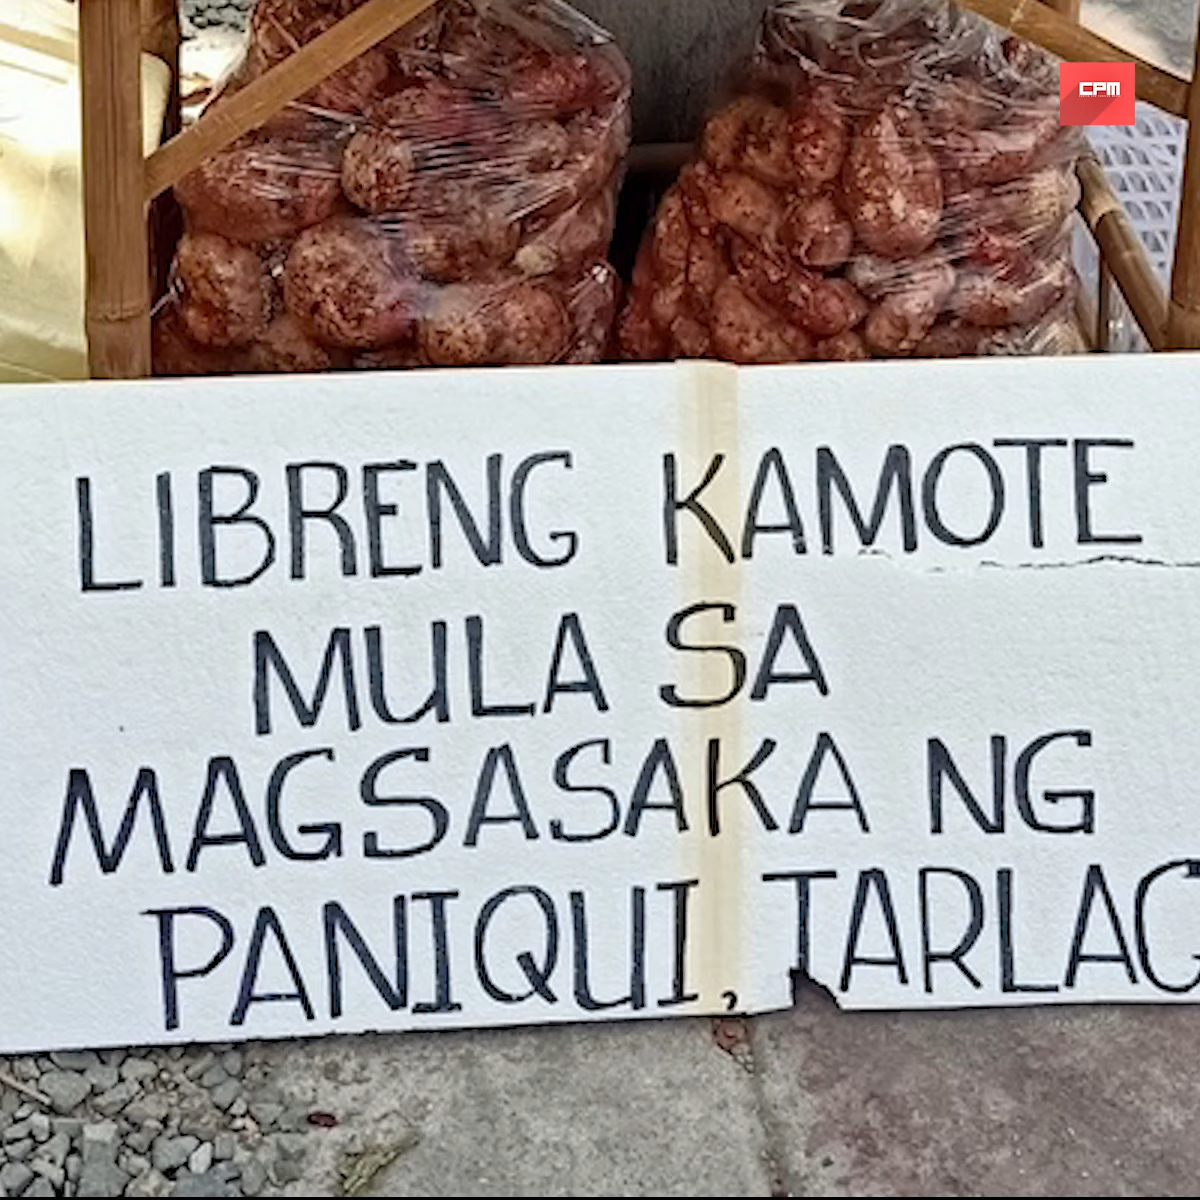 CPM
LIBRENG KAMOTE
MULA SA
MAGSASAKA NG
PANIQUI, TARLAC